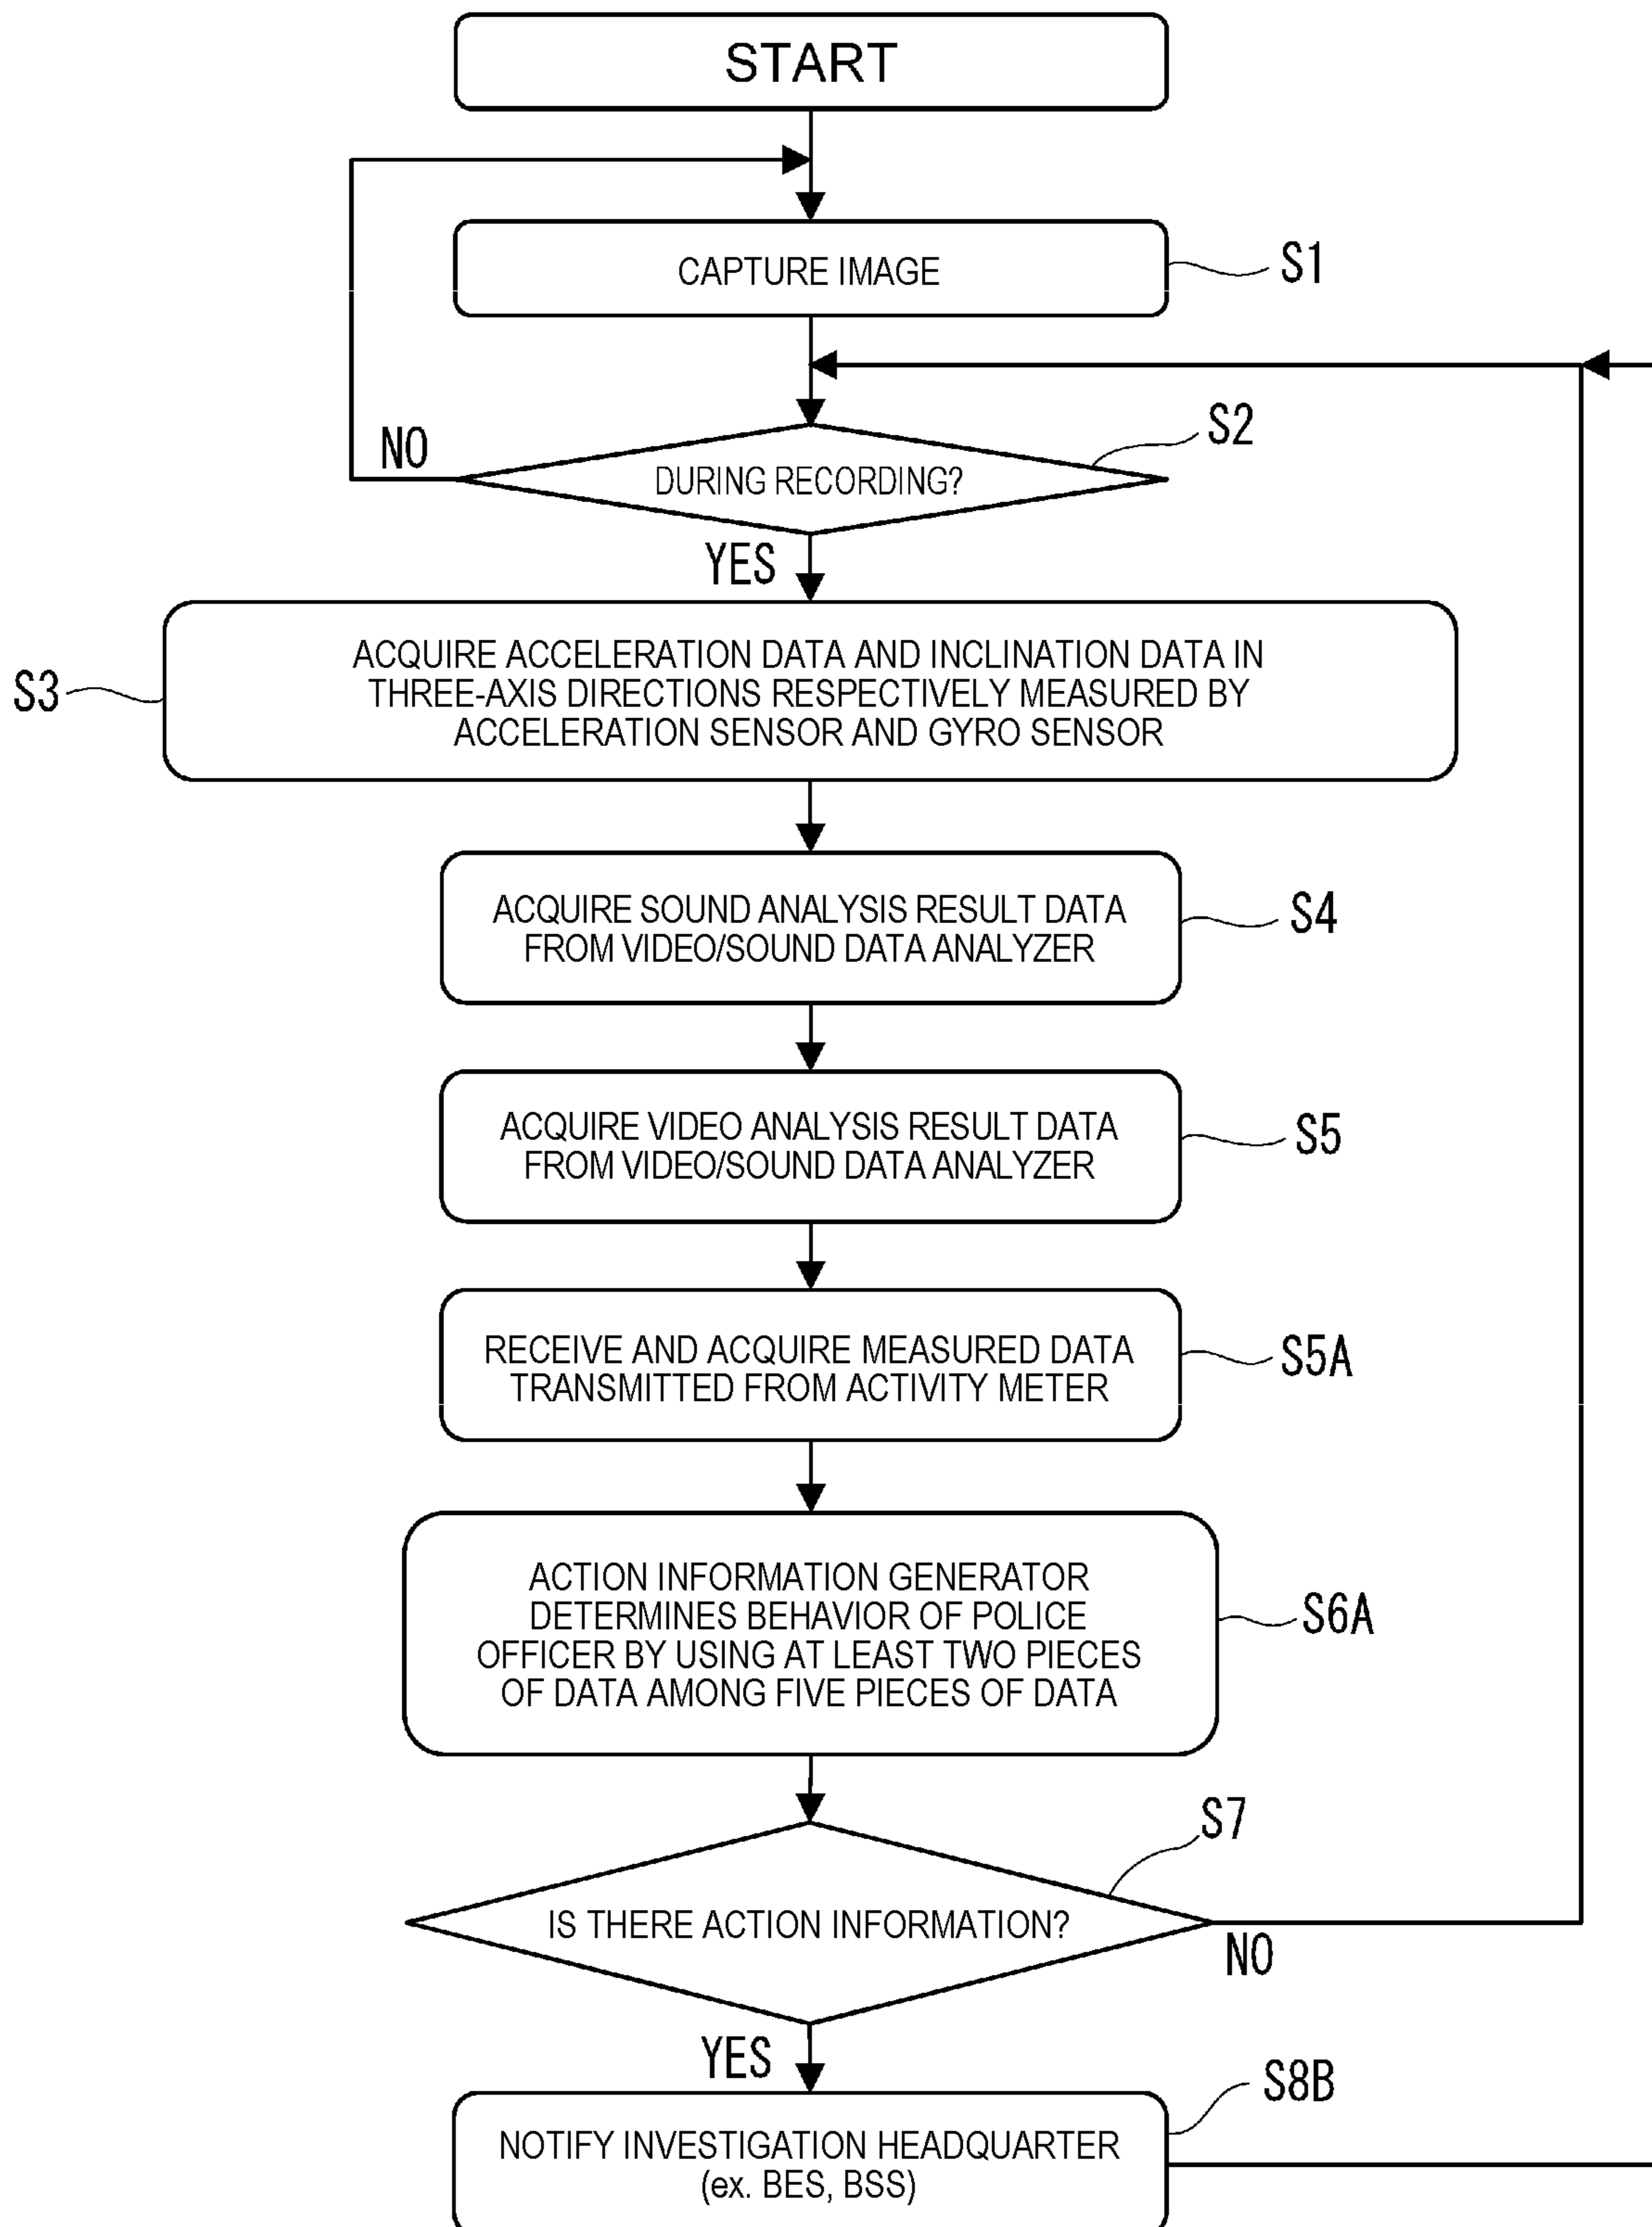 START
CAPTURE IMAGE
S1
S2
NO
DURING RECORDING?
YES
ACQUIRE ACCELERATION DATA AND INCLINATION DATA IN
THREE-AXIS DIRECTIONS RESPECTIVELY MEASURED BY
ACCELERATION SENSOR AND GYRO SENSOR
S3
ACQUIRE SOUND ANALYSIS RESULT DATA
FROM VIDEO/SOUND DATA ANALYZER
S4
ACQUIRE VIDEO ANALYSIS RESULT DATA
FROM VIDEO/SOUND DATA ANALYZER
S5
RECEIVE AND ACQUIRE MEASURED DATA
TRANSMITTED FROM ACTIVITY METER
S5A
ACTION INFORMATION GENERATOR
DETERMINES BEHAVIOR OF POLICE
OFFICER BY USING AT LEAST TWO PIECES
OF DATA AMONG FIVE PIECES OF DATA
S6A
S7
IS THERE ACTION INFORMATION?
NO
YES
S8B
NOTIFY INVESTIGATION HEADQUARTER
(ex. BES, BSS)